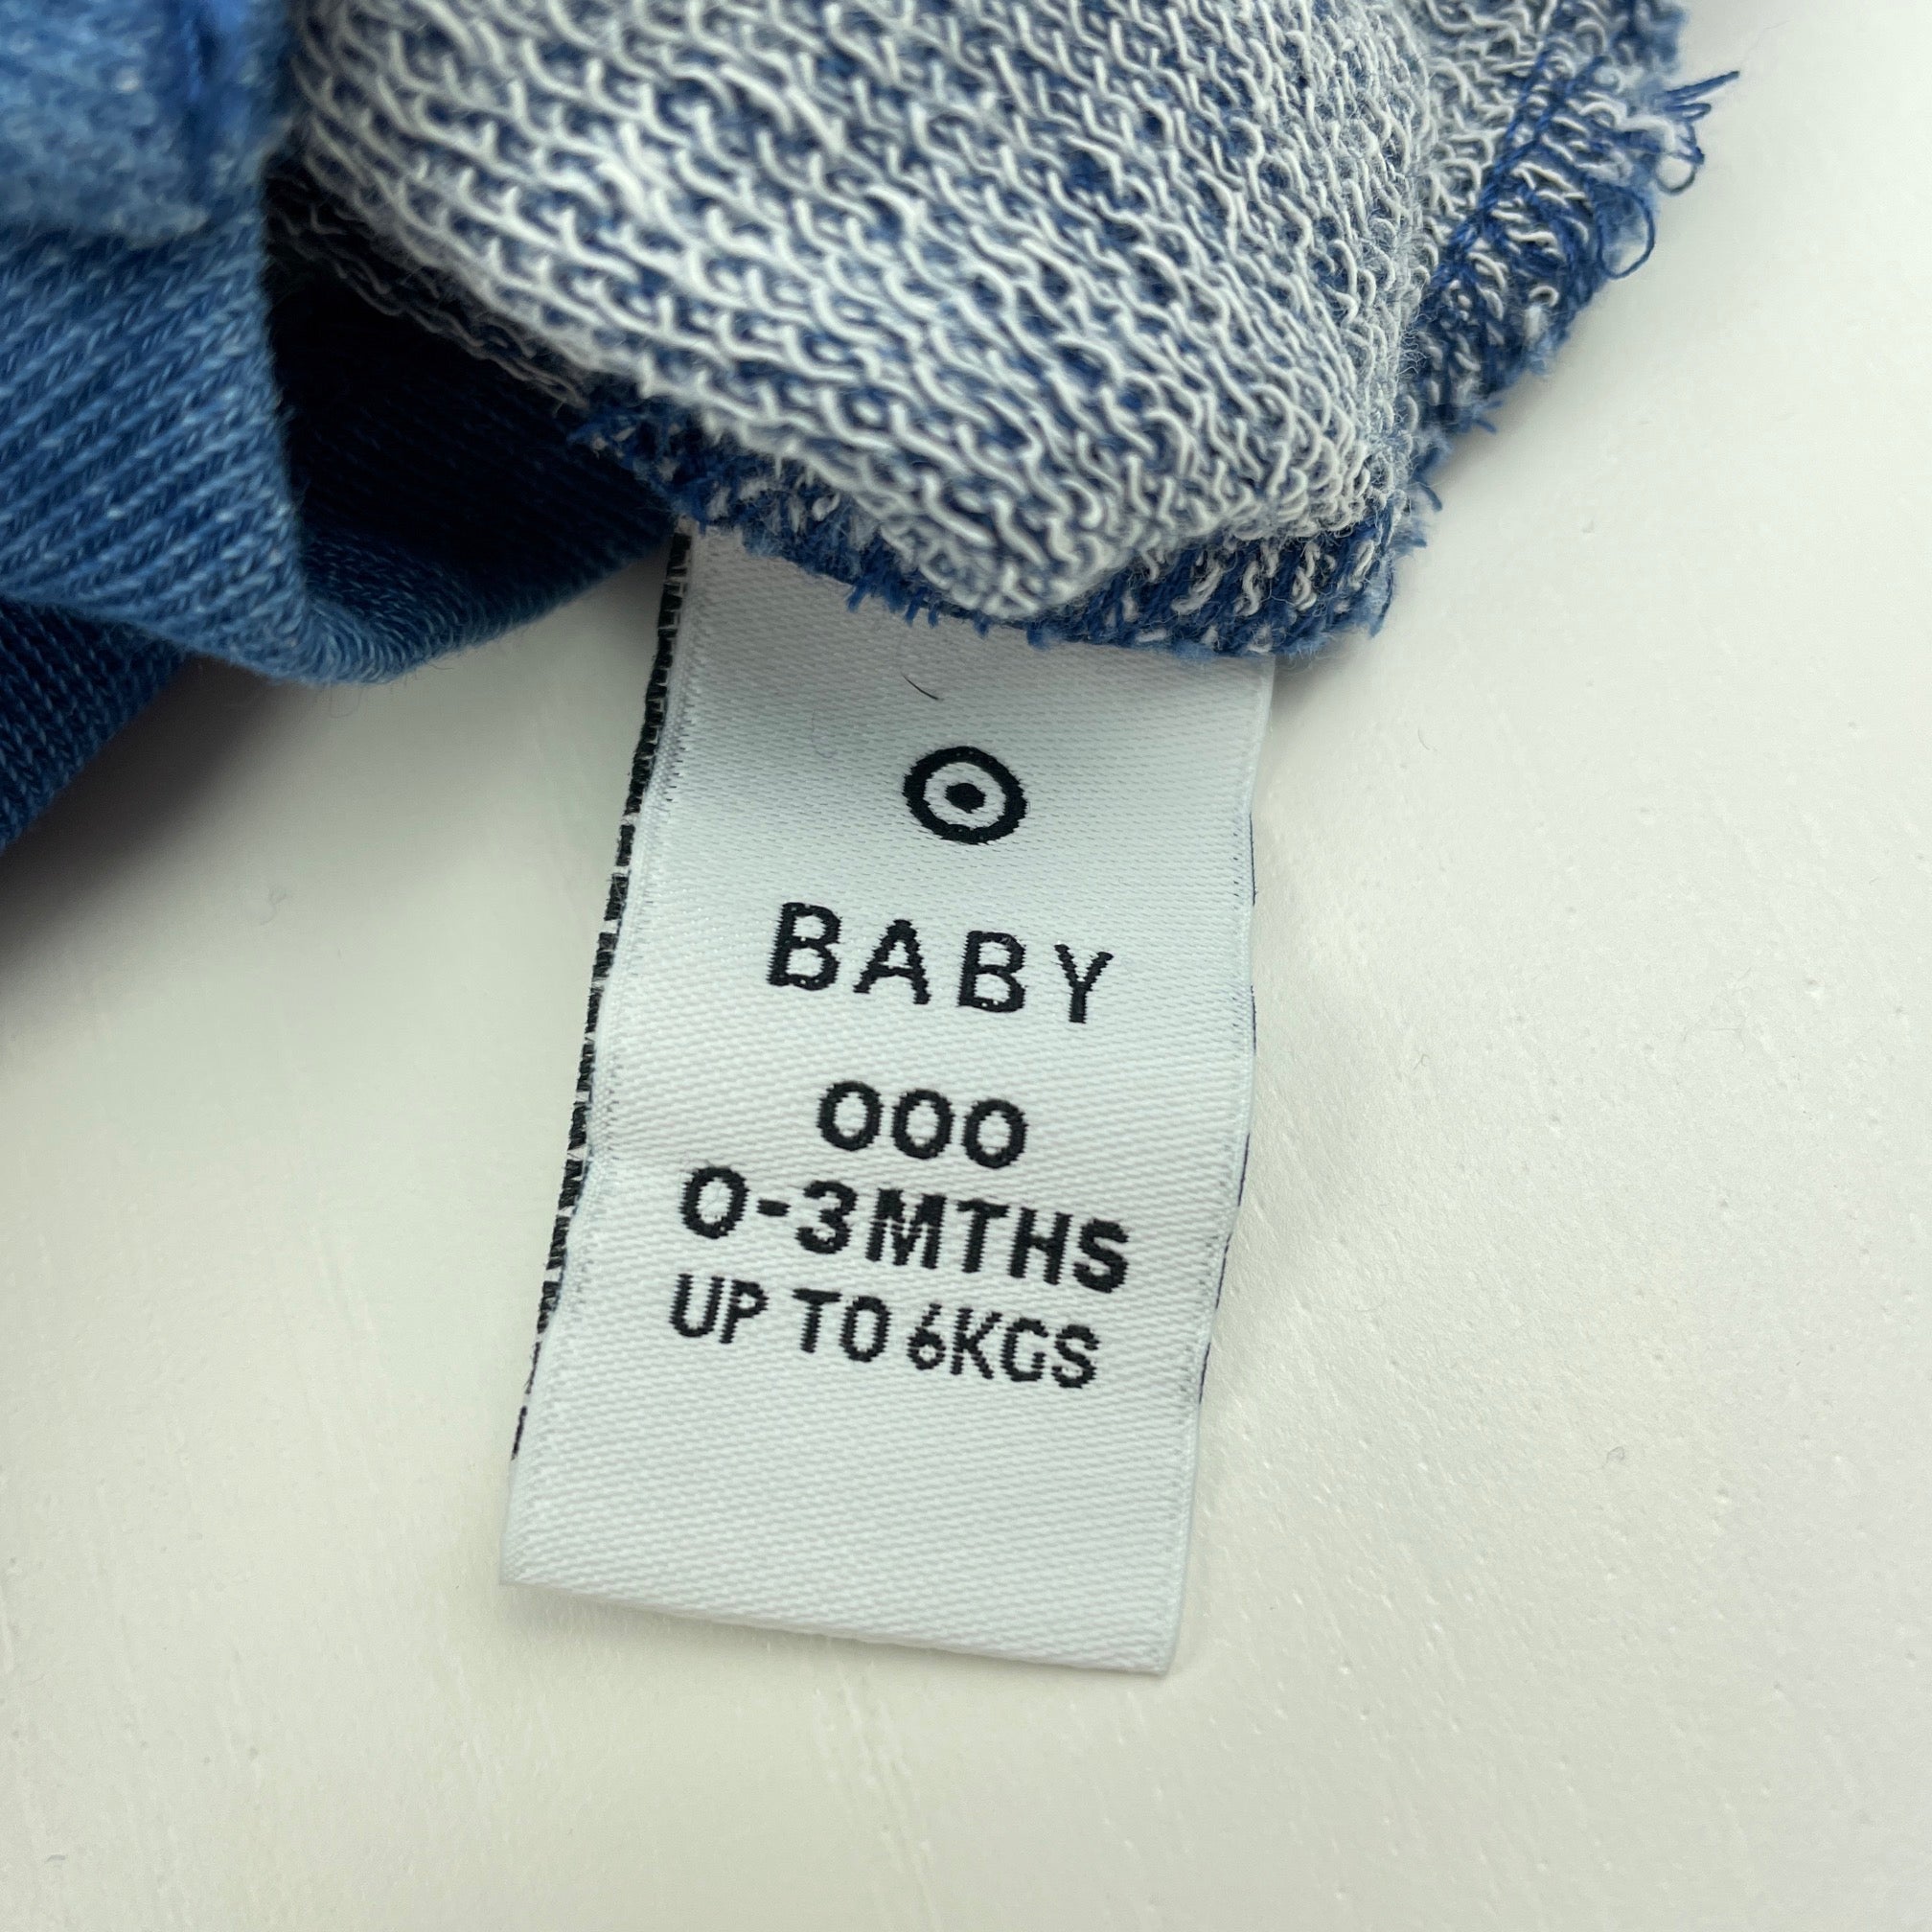 BABY
000
0-3MTHS
UP TO 6KGS